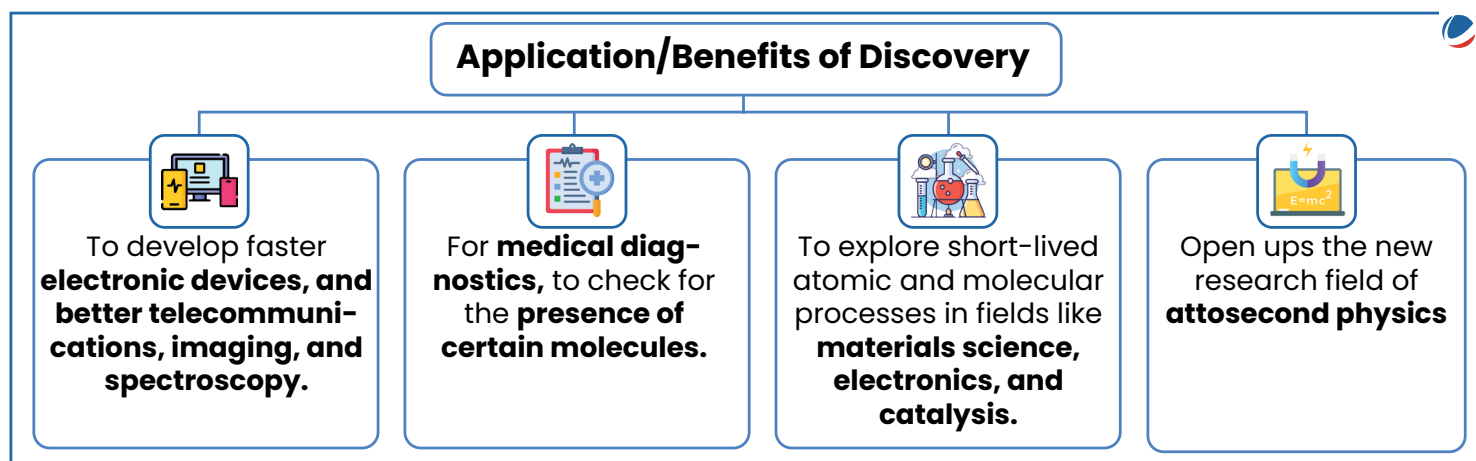 Application/Benefits of Discovery
To develop faster
electronic devices, and
better telecommuni-
cations, imaging, and
spectroscopy.
For medical diag-
nostics, to check for
the presence of
certain molecules.
To explore short-lived
atomic and molecular
processes in fields like
materials science,
electronics, and
catalysis.
E=mc²
Open ups the new
research field of
attosecond physics